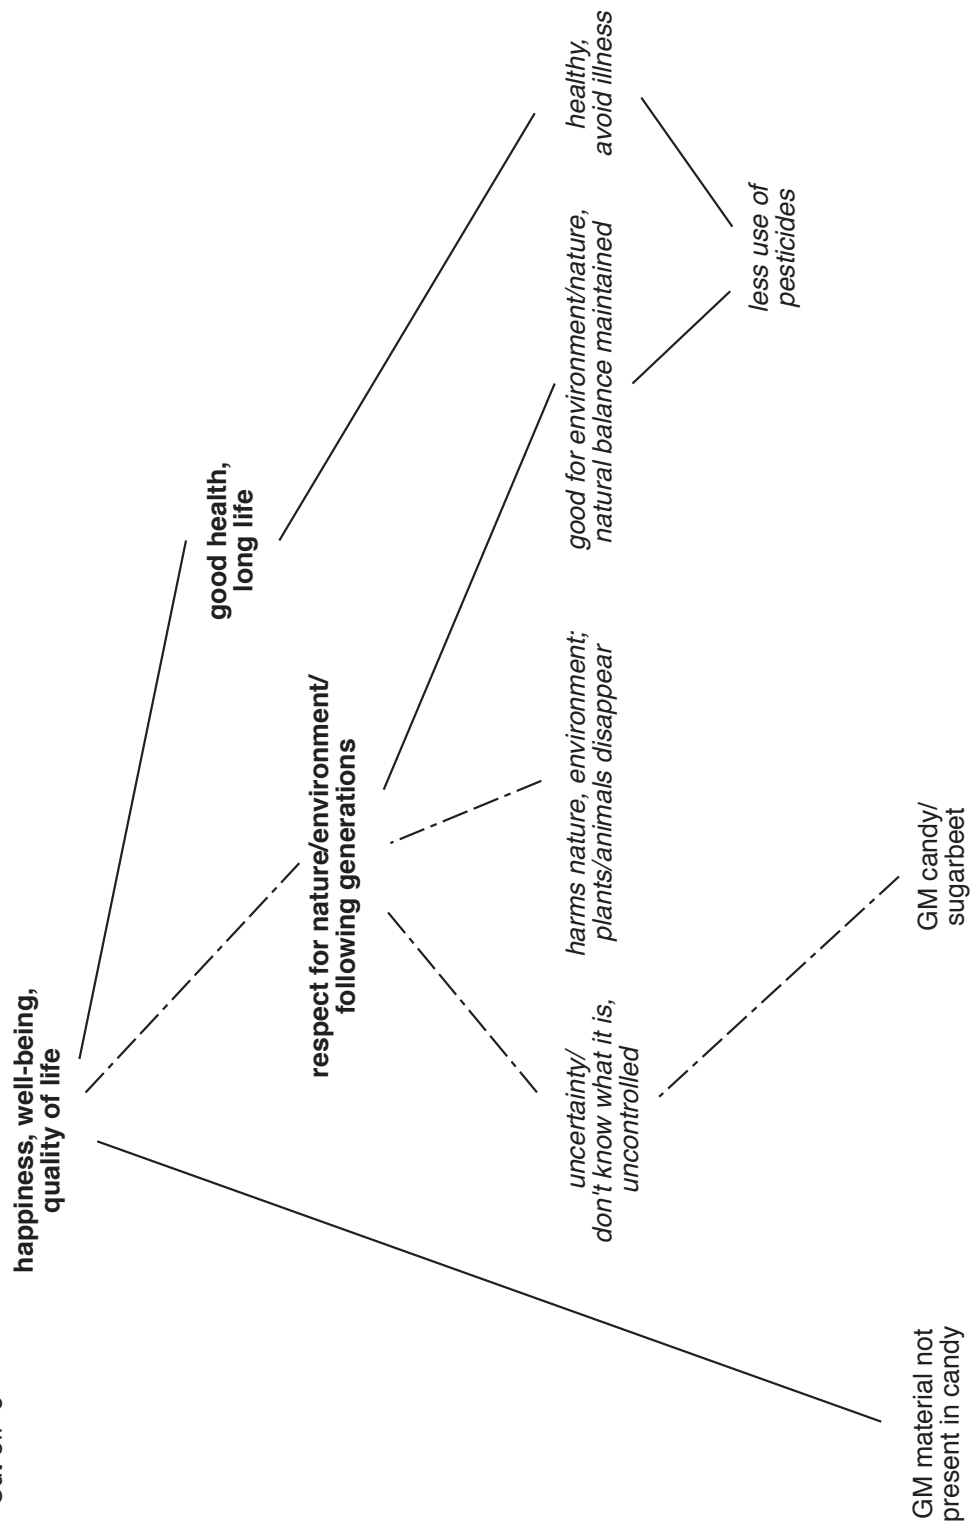 happiness, well-being,
quality of life
good health,
long life
respect for nature/environment/
following generations
uncertainty/
don't know what it is,
uncontrolled
harms nature, environment;
plants/animals disappear
good for environment/nature,
natural balance maintained
healthy,
avoid illness
less use of
pesticides
GM material not
present in candy
GM candy/
sugarbeet